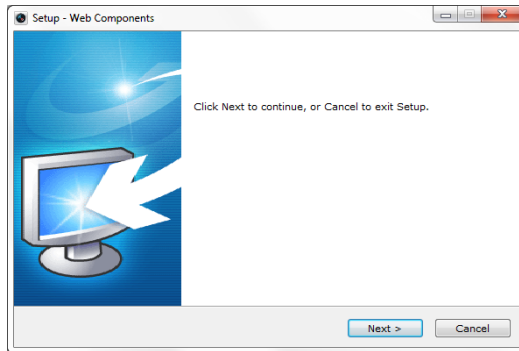 Setup - Web Components
Click Next to continue, or Cancel to exit Setup.
Next >
Cancel